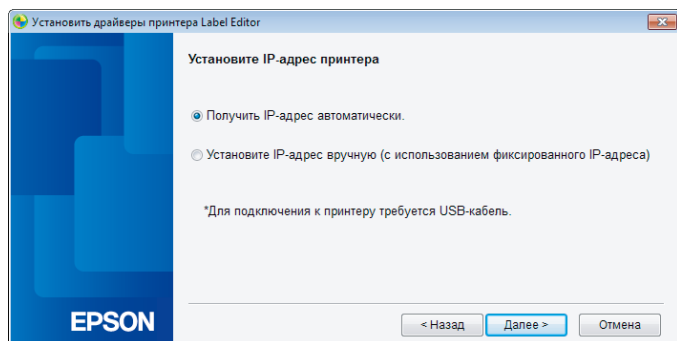 Установить драйверы принтера Label Editor
Установите IP-адрес принтера
Получить IP-адрес автоматически.
Установите IP-адрес вручную (с использованием фиксированного IP-адреса)
*Для подключения к принтеру требуется USB-кабель.
EPSON
< Назад
Далее >
Отмена